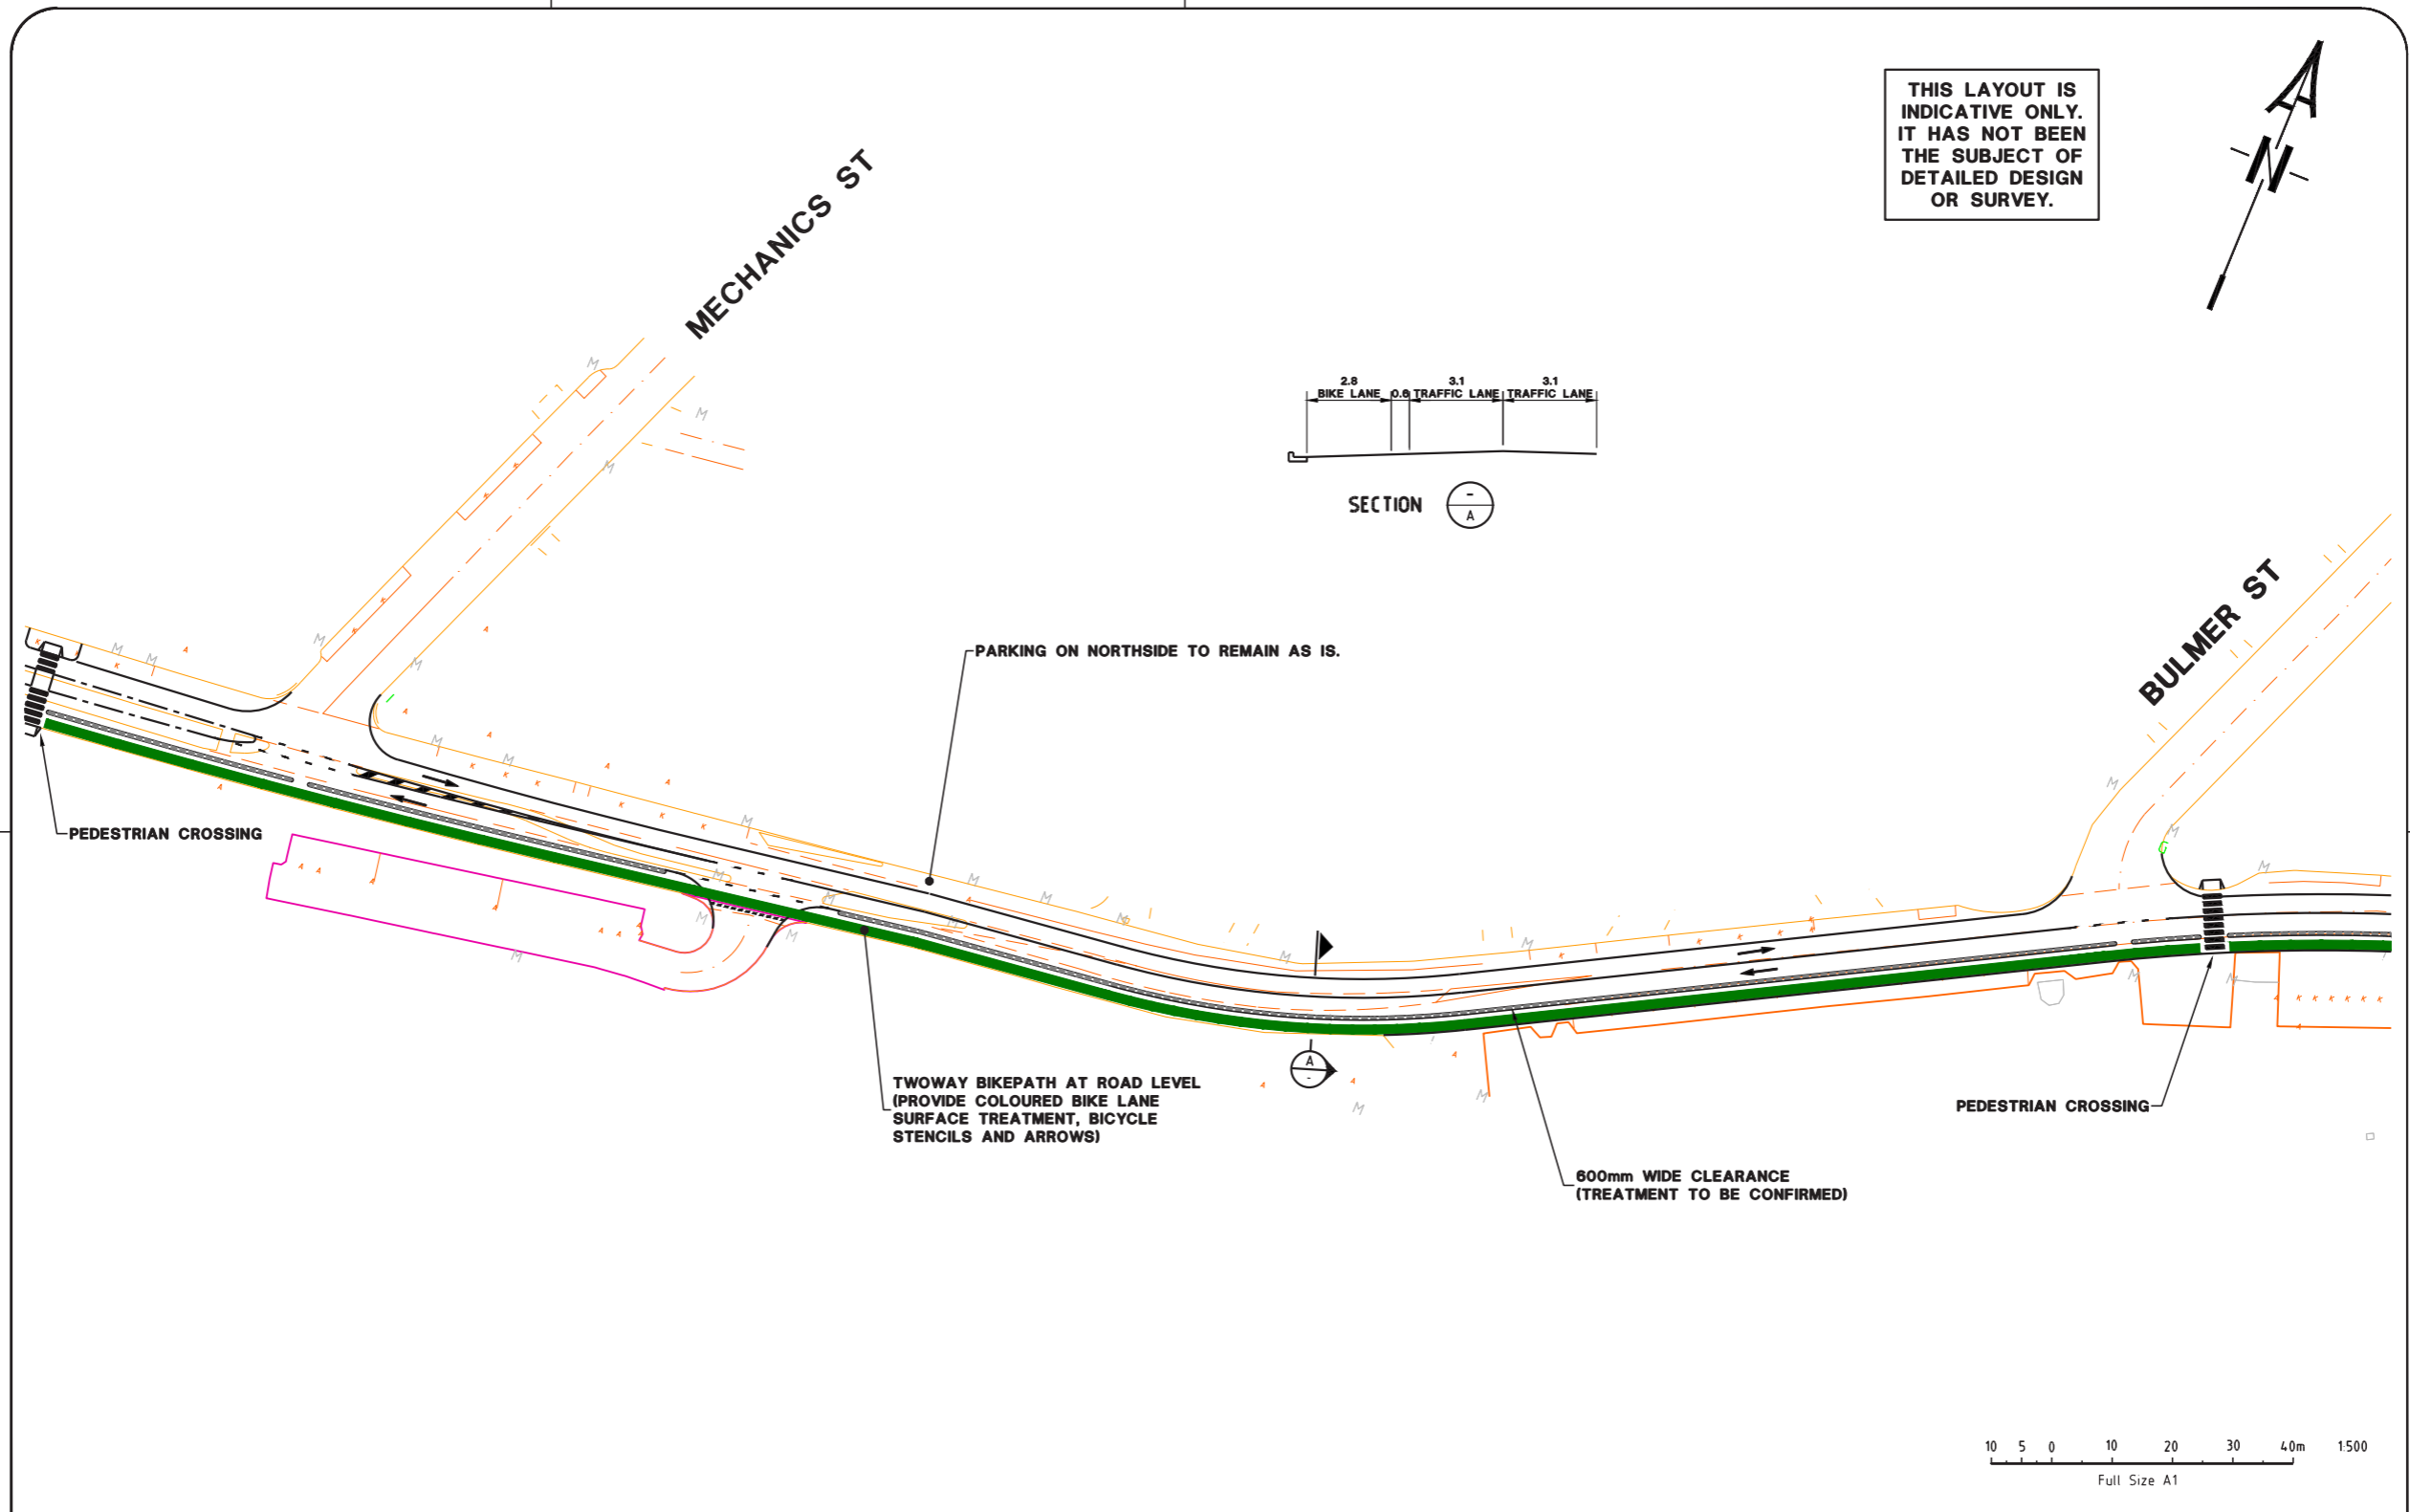 THIS LAYOUT IS
INDICATIVE ONLY.
IT HAS NOT BEEN
THE SUBJECT OF
DETAILED DESIGN
OR SURVEY.
N
MECHANICS ST
2.8 3.1 3.1
BIKE LANE 0.6 TRAFFIC LANE TRAFFIC LANE
SECTION - A
BULMER ST
PARKING ON NORTHSIDE TO REMAIN AS IS.
PEDESTRIAN CROSSING
A
-
TWOWAY BIKEPATH AT ROAD LEVEL
(PROVIDE COLOURED BIKE LANE
SURFACE TREATMENT, BICYCLE
STENCILS AND ARROWS)
PEDESTRIAN CROSSING
600mm WIDE CLEARANCE
(TREATMENT TO BE CONFIRMED)
10 5 0 10 20 30 40m 1:500
Full Size A1